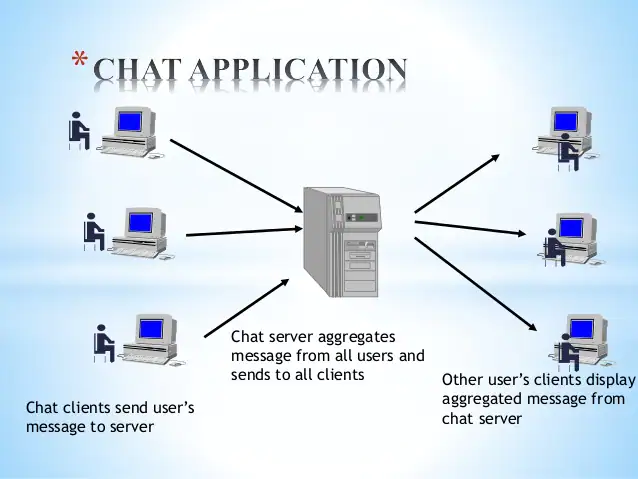 * CHAT APPLICATION
Chat server aggregates
message from all users and
sends to all clients
Other user’s clients display
aggregated message from
chat server
Chat clients send user’s
message to server